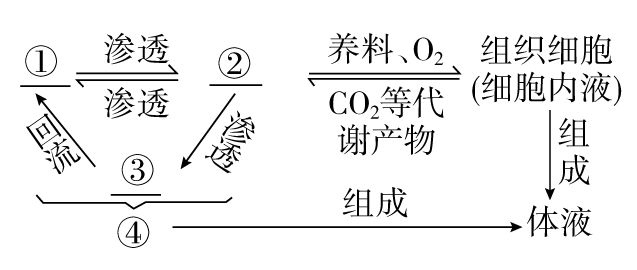 ① 渗透 ② 养料、O₂ 组织细胞
渗透 CO₂等代 (细胞内液)
谢产物
回流 渗透 组成
③
④ 组成 体液